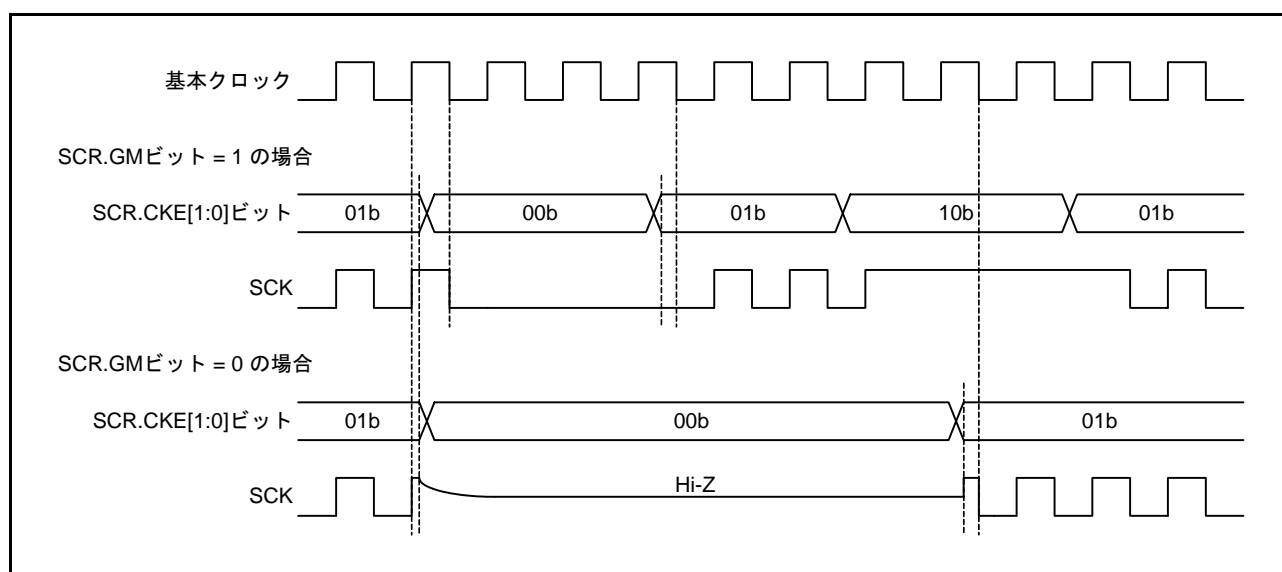 基本クロック
SCR.GMビット = 1 の場合
SCR.CKE[1:0]ビット 01b 00b 01b 10b 01b
SCK
SCR.GMビット = 0 の場合
SCR.CKE[1:0]ビット 01b 00b 01b
SCK Hi-Z